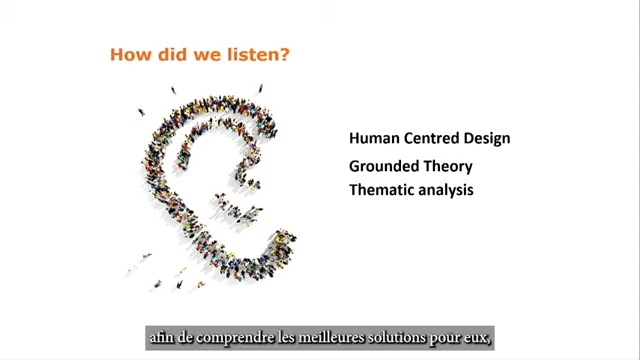 How did we listen?
Human Centred Design
Grounded Theory
Thematic analysis
afin de comprendre les meilleures solutions pour eux,